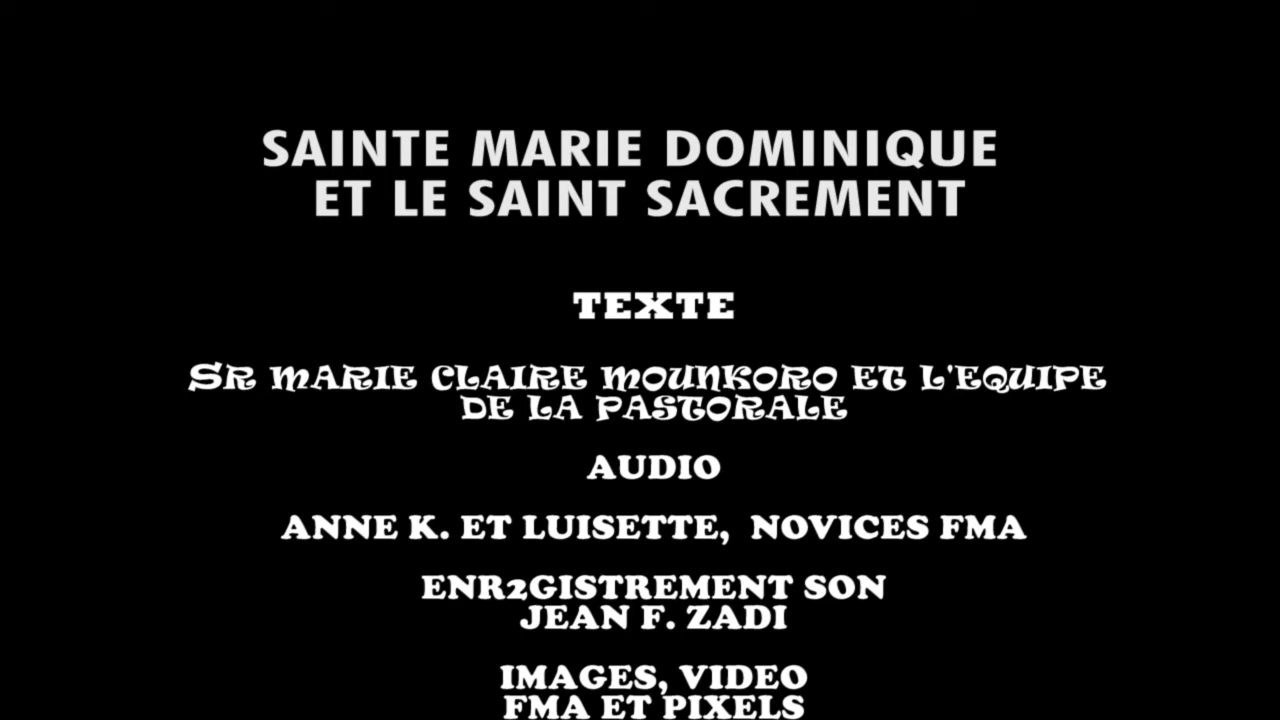 SAINTE MARIE DOMINIQUE
ET LE SAINT SACREMENT
TEXTE
SR MARIE CLAIRE MOUNKORO ET L'EQUIPE
DE LA PASTORALE
AUDIO
ANNE K. ET LUISETTE, NOVICES FMA
ENR2GISTREMENT SON
JEAN F. ZADI
IMAGES, VIDEO
FMA ET PIXELS